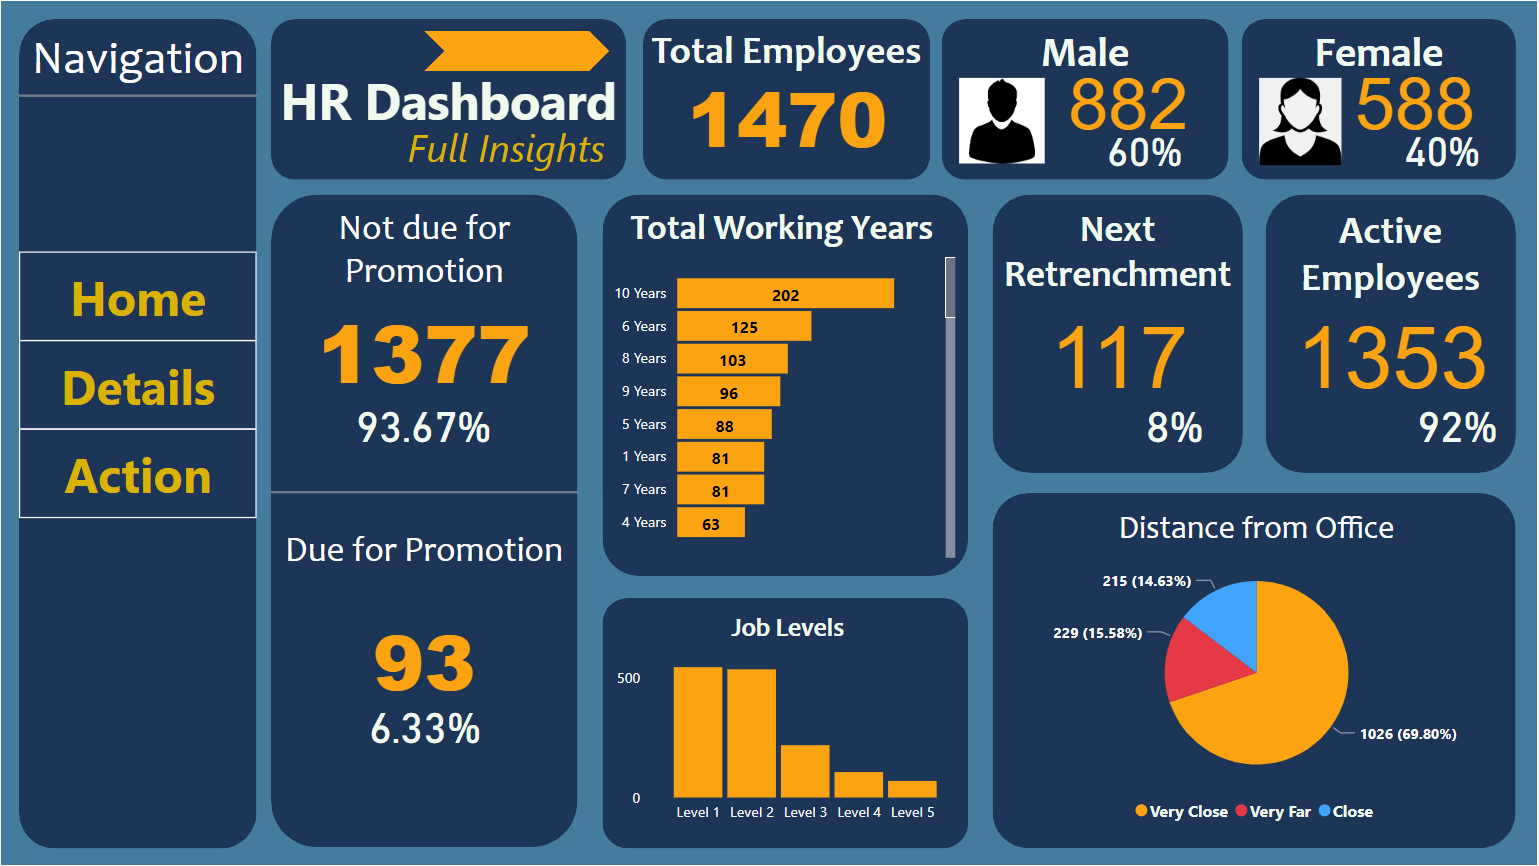 Navigation
Home
Details
Action
HR Dashboard
Full Insights
Total Employees
1470
Male
882
60%
Female
588
40%
Not due for
Promotion
1377
93.67%
Due for Promotion
93
6.33%
Total Working Years
10 Years 202
6 Years 125
8 Years 103
9 Years 96
5 Years 88
1 Years 81
7 Years 81
4 Years 63
Job Levels
500
0
Level 1 Level 2 Level 3 Level 4 Level 5
Next
Retrenchment
117
8%
Active
Employees
1353
92%
Distance from Office
215 (14.63%)
229 (15.58%)
1026 (69.80%)
Very Close Very Far Close